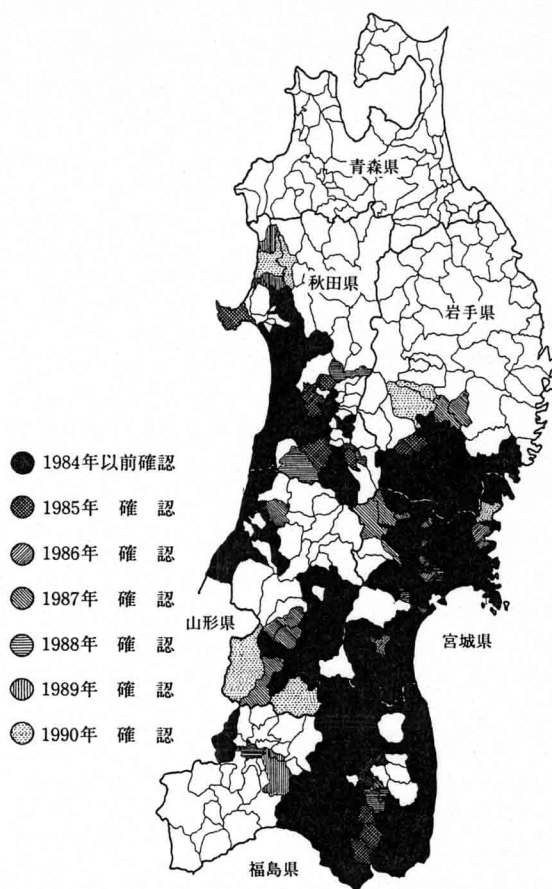 青森県
秋田県
岩手県
1984年以前確認
1985年 確 認
1986年 確 認
1987年 確 認
山形県
宮城県
1988年 確 認
1989年 確 認
1990年 確 認
福島県